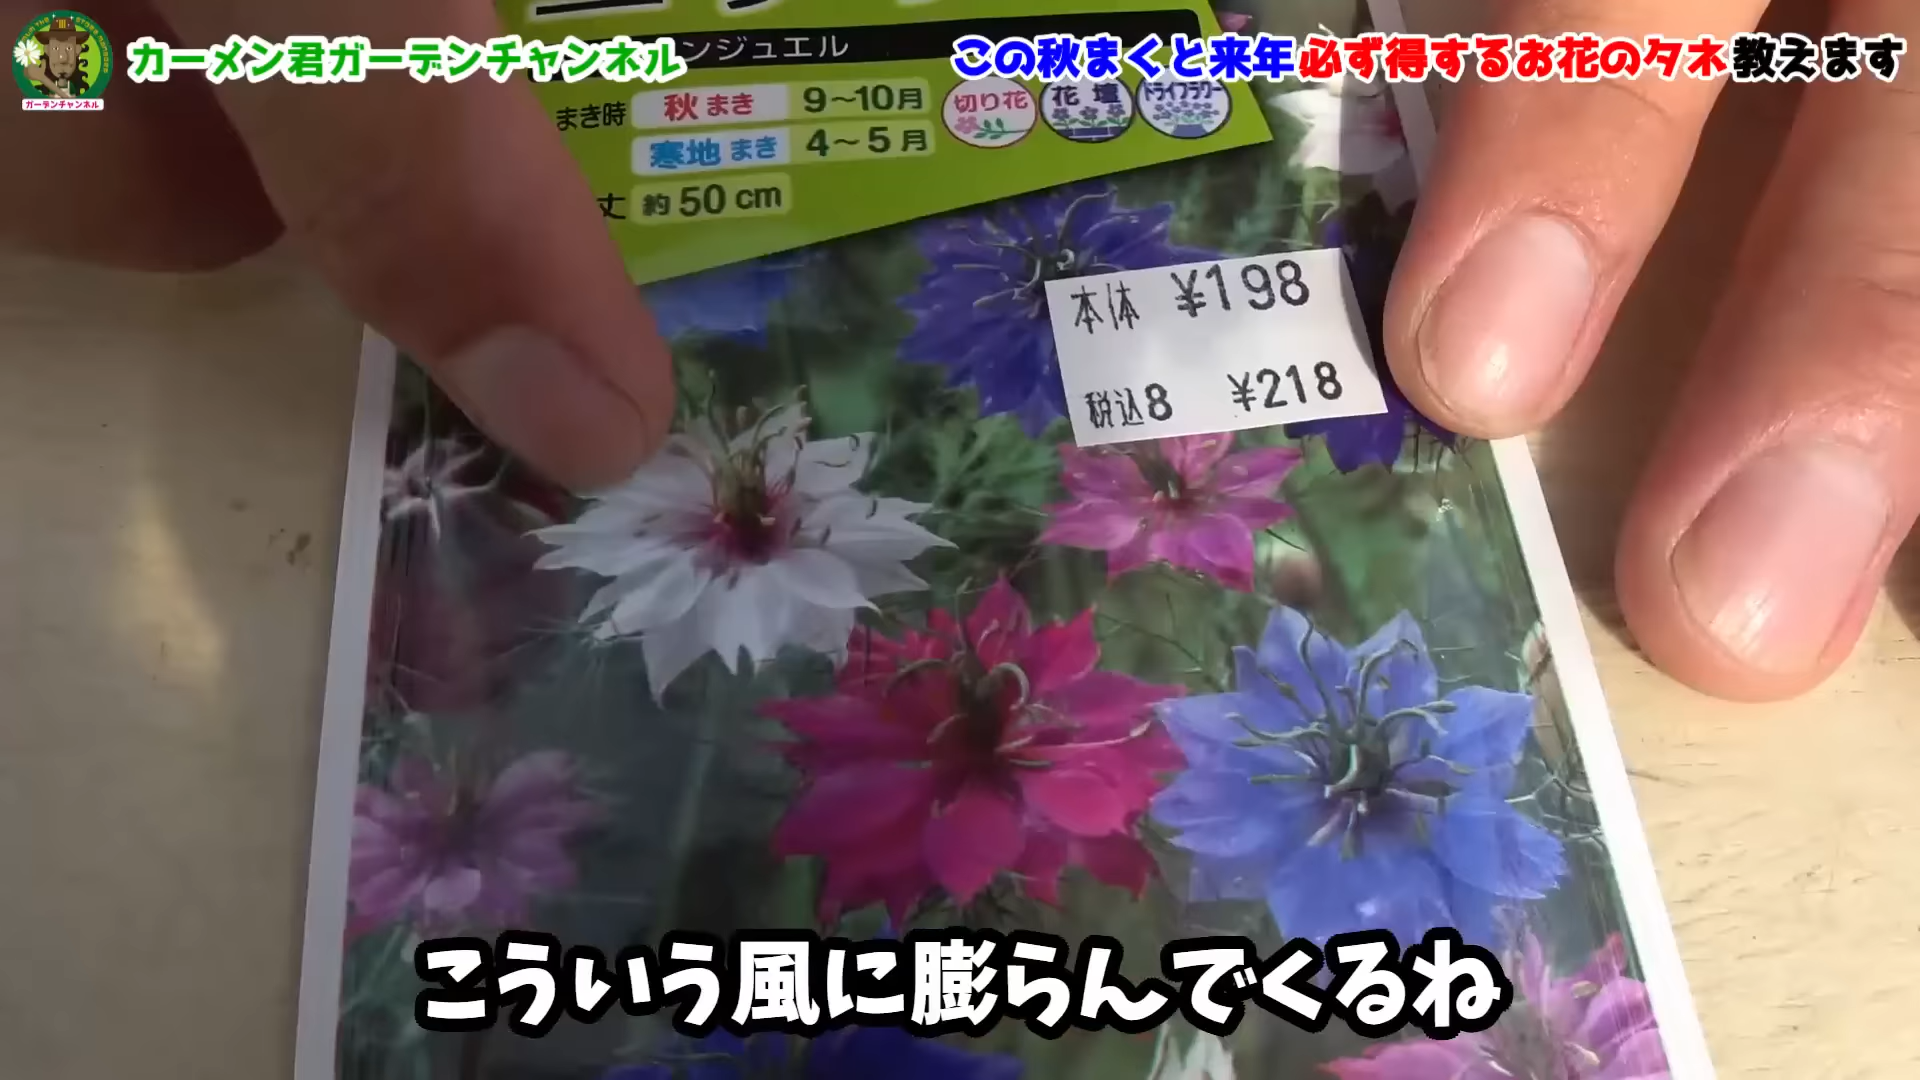 カーメン君ガーデンチャンネル
この秋まくと来年必ず得するお花のタネ教えます
ガーデンチャンネル
ンジュエル
まき時 秋まき 9～10月
寒地まき 4～5月
丈 約50cm
切り花
花壇
ドライフラワー
本体 ¥198
税込8 ¥218
こういう風に膨らんでくるね